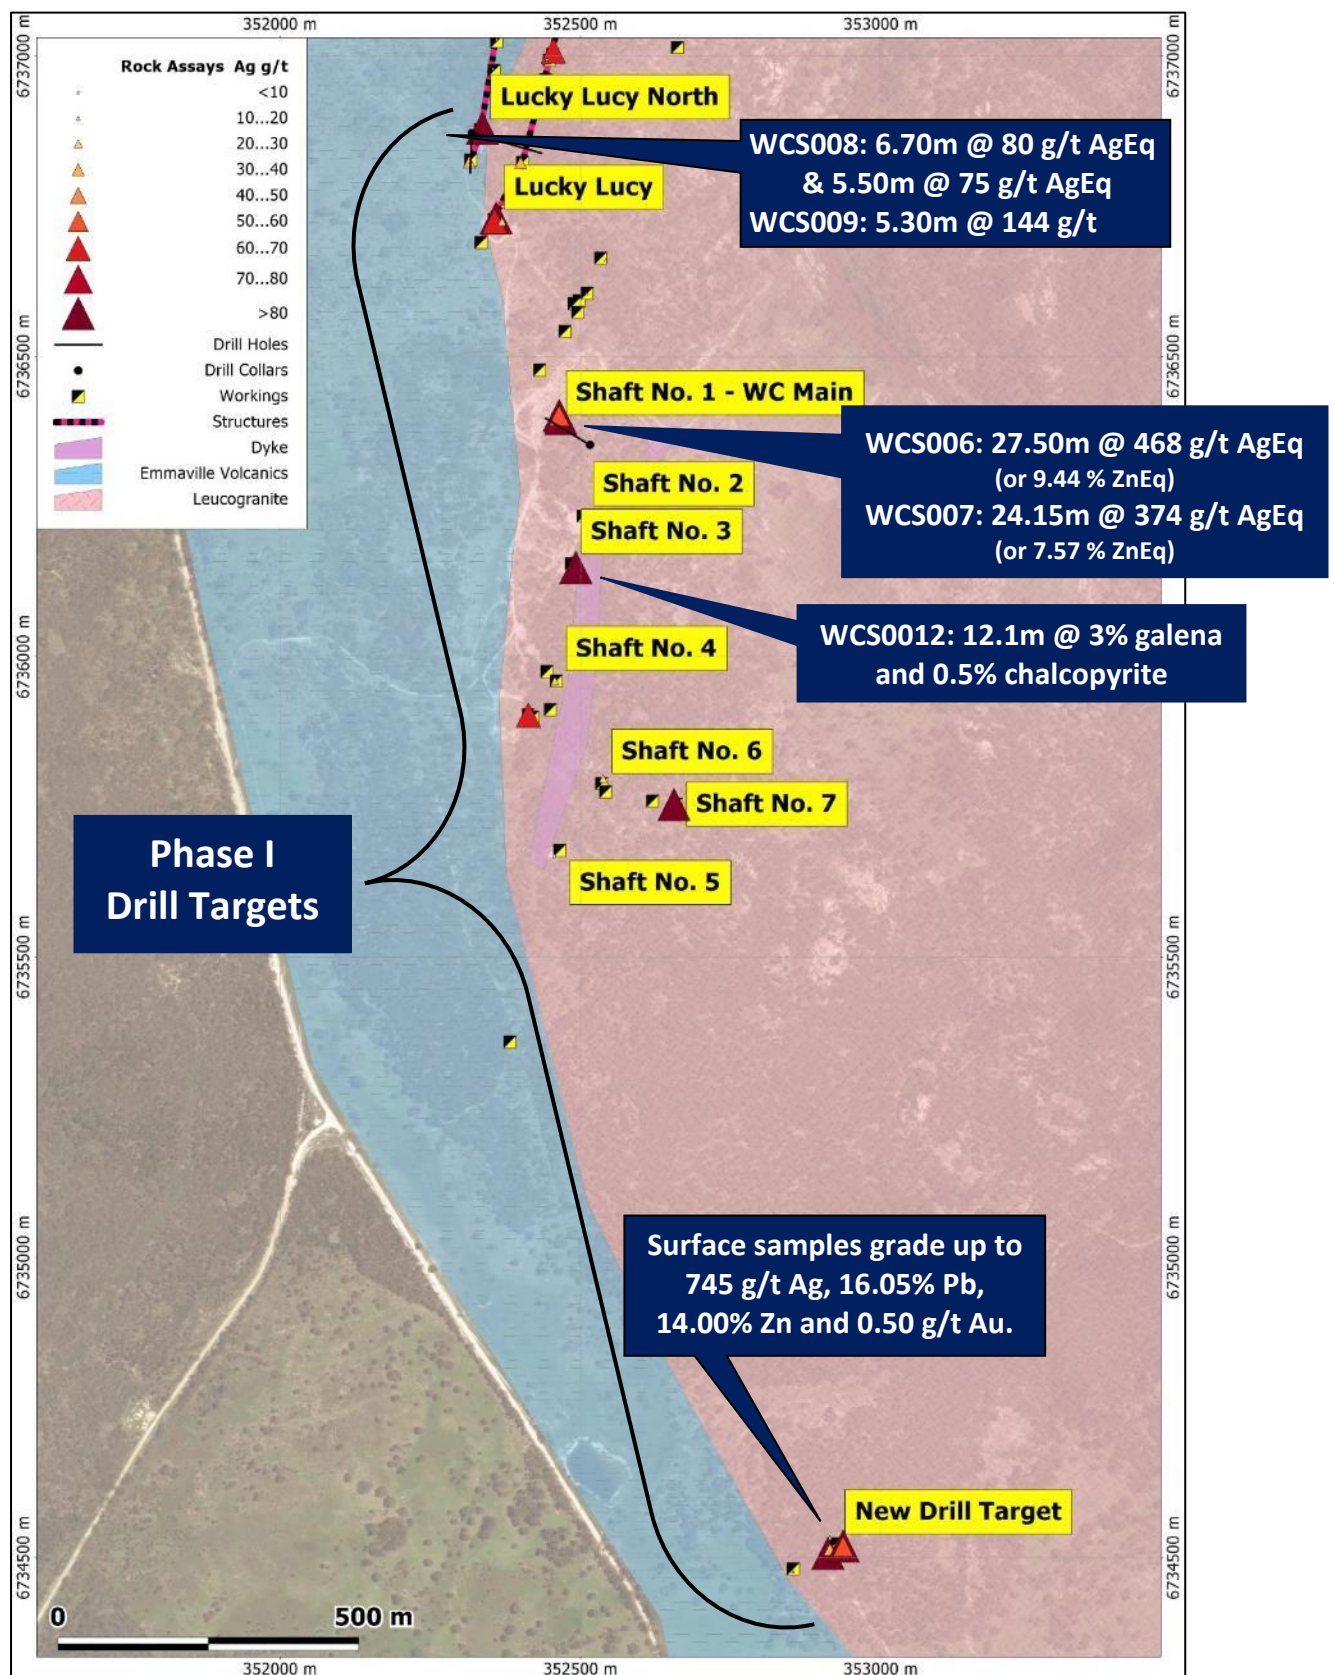 352000 m
352500 m
353000 m
6737000 m
6737000 m
Rock Assays Ag g/t
<10
10...20
20...30
30...40
40...50
50...60
60...70
70...80
>80
Drill Holes
Drill Collars
Workings
Structures
Dyke
Emmaville Volcanics
Leucogranite
Lucky Lucy North
WCS008: 6.70m @ 80 g/t AgEq
& 5.50m @ 75 g/t AgEq
WCS009: 5.30m @ 144 g/t
Lucky Lucy
6736500 m
6736500 m
Shaft No. 1 - WC Main
WCS006: 27.50m @ 468 g/t AgEq
(or 9.44 % ZnEq)
WCS007: 24.15m @ 374 g/t AgEq
(or 7.57 % ZnEq)
Shaft No. 2
Shaft No. 3
WCS0012: 12.1m @ 3% galena
and 0.5% chalcopyrite
6736000 m
6736000 m
Shaft No. 4
Shaft No. 6
Shaft No. 7
Shaft No. 5
Phase I
Drill Targets
6735500 m
6735500 m
6735000 m
6735000 m
Surface samples grade up to
745 g/t Ag, 16.05% Pb,
14.00% Zn and 0.50 g/t Au.
New Drill Target
6734500 m
6734500 m
0
500 m
352000 m
352500 m
353000 m